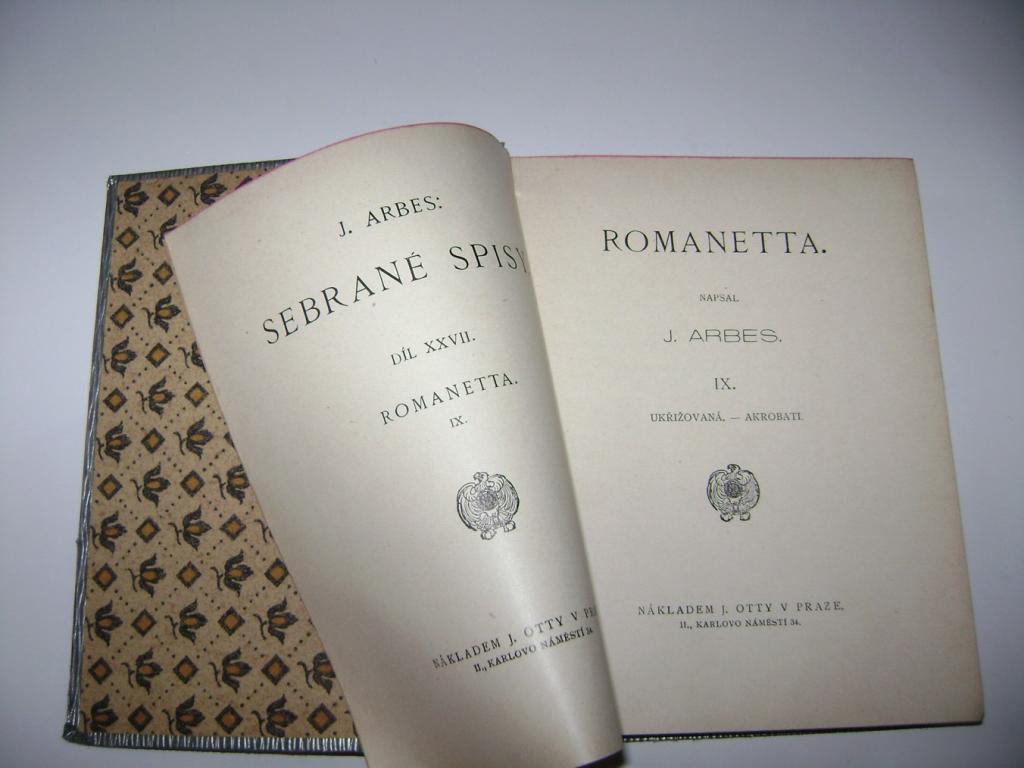 J. ARBES:
SEBRANÉ SPISY
DÍL XXVII.
ROMANETTA.
IX.
NÁKLADEM J. OTTY V
II., KARLOVO NÁMĚSTÍ 34.
ROMANETTA.
NAPSAL
J. ARBES.
IX.
UKŘIŽOVANÁ. — AKROBATI.
NÁKLADEM J. OTTY V PRAZE,
II., KARLOVO NÁMĚSTÍ 34.